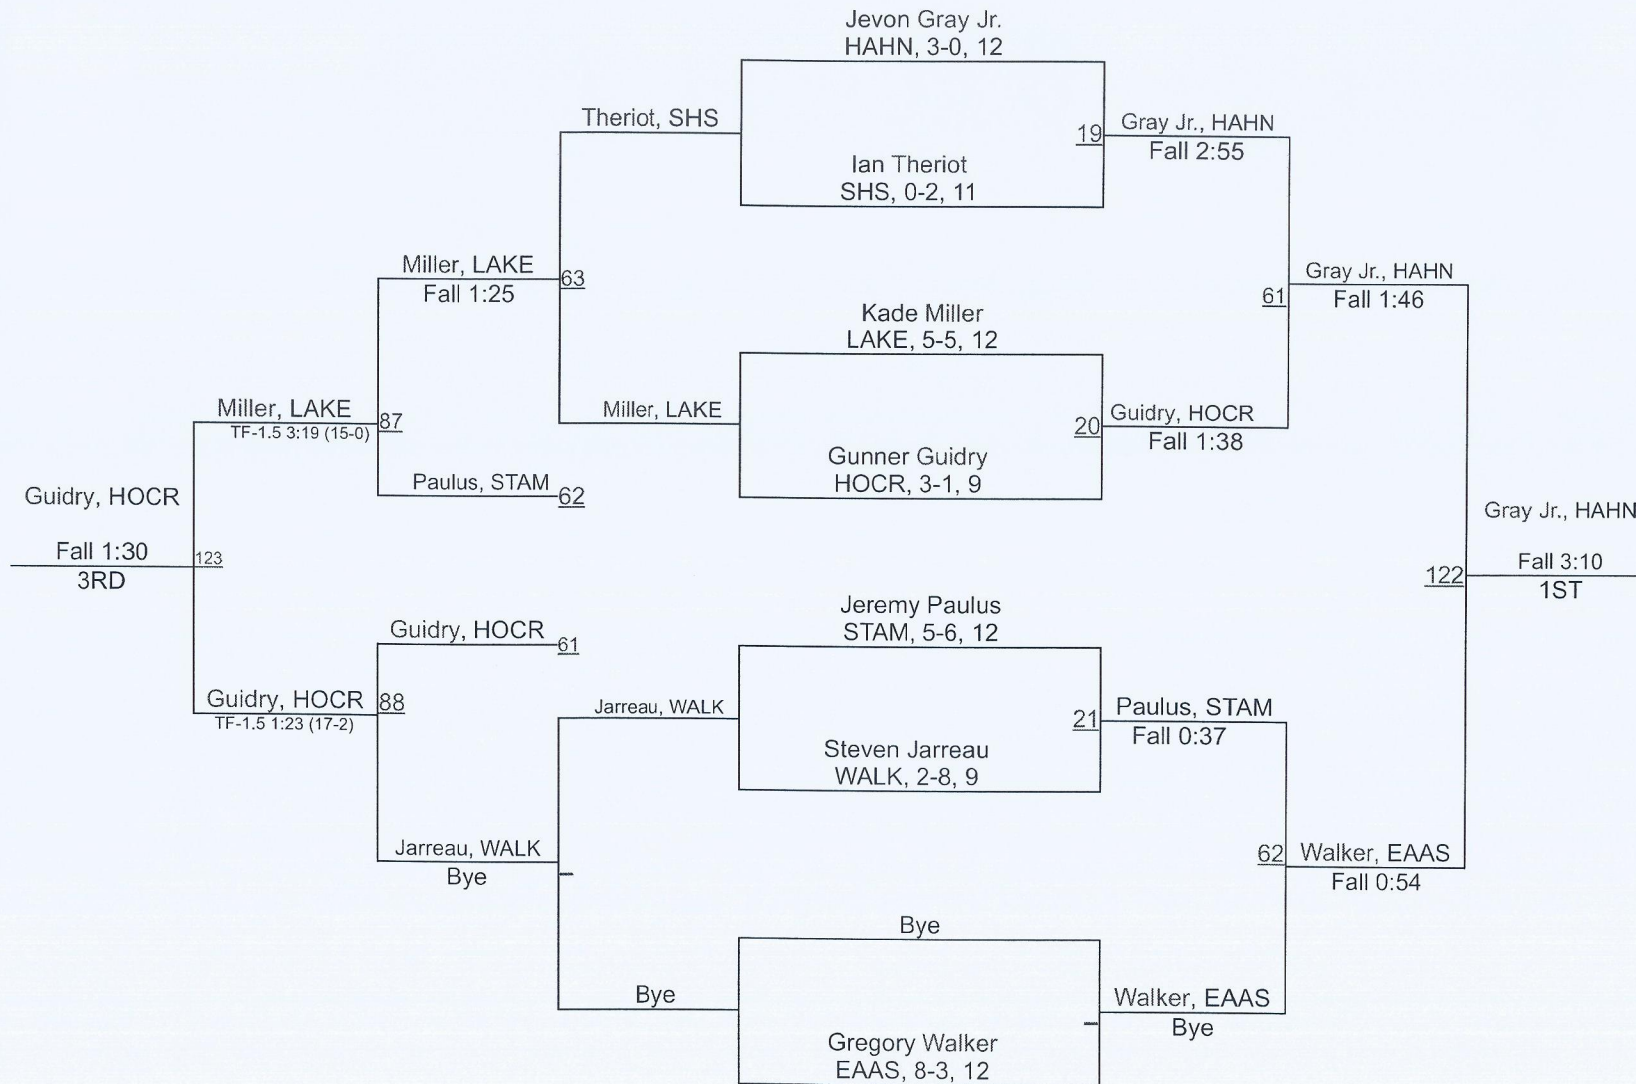 Jevon Gray Jr.
HAHN, 3-0, 12
Theriot, SHS
19
Gray Jr., HAHN
Fall 2:55
Ian Theriot
SHS, 0-2, 11
Miller, LAKE
Fall 1:25
63
61
Gray Jr., HAHN
Fall 1:46
Kade Miller
LAKE, 5-5, 12
Miller, LAKE
TF-1.5 3:19 (15-0)
87
Miller, LAKE
20
Guidry, HOCR
Fall 1:38
Gunner Guidry
HOCR, 3-1, 9
Paulus, STAM
62
Guidry, HOCR
Fall 1:30
3RD
123
Gray Jr., HAHN
122
Fall 3:10
1ST
Jeremy Paulus
STAM, 5-6, 12
Guidry, HOCR
61
Guidry, HOCR
TF-1.5 1:23 (17-2)
88
Jarreau, WALK
21
Paulus, STAM
Fall 0:37
Steven Jarreau
WALK, 2-8, 9
Jarreau, WALK
Bye
62
Walker, EAAS
Fall 0:54
Bye
Bye
Walker, EAAS
Bye
Gregory Walker
EAAS, 8-3, 12